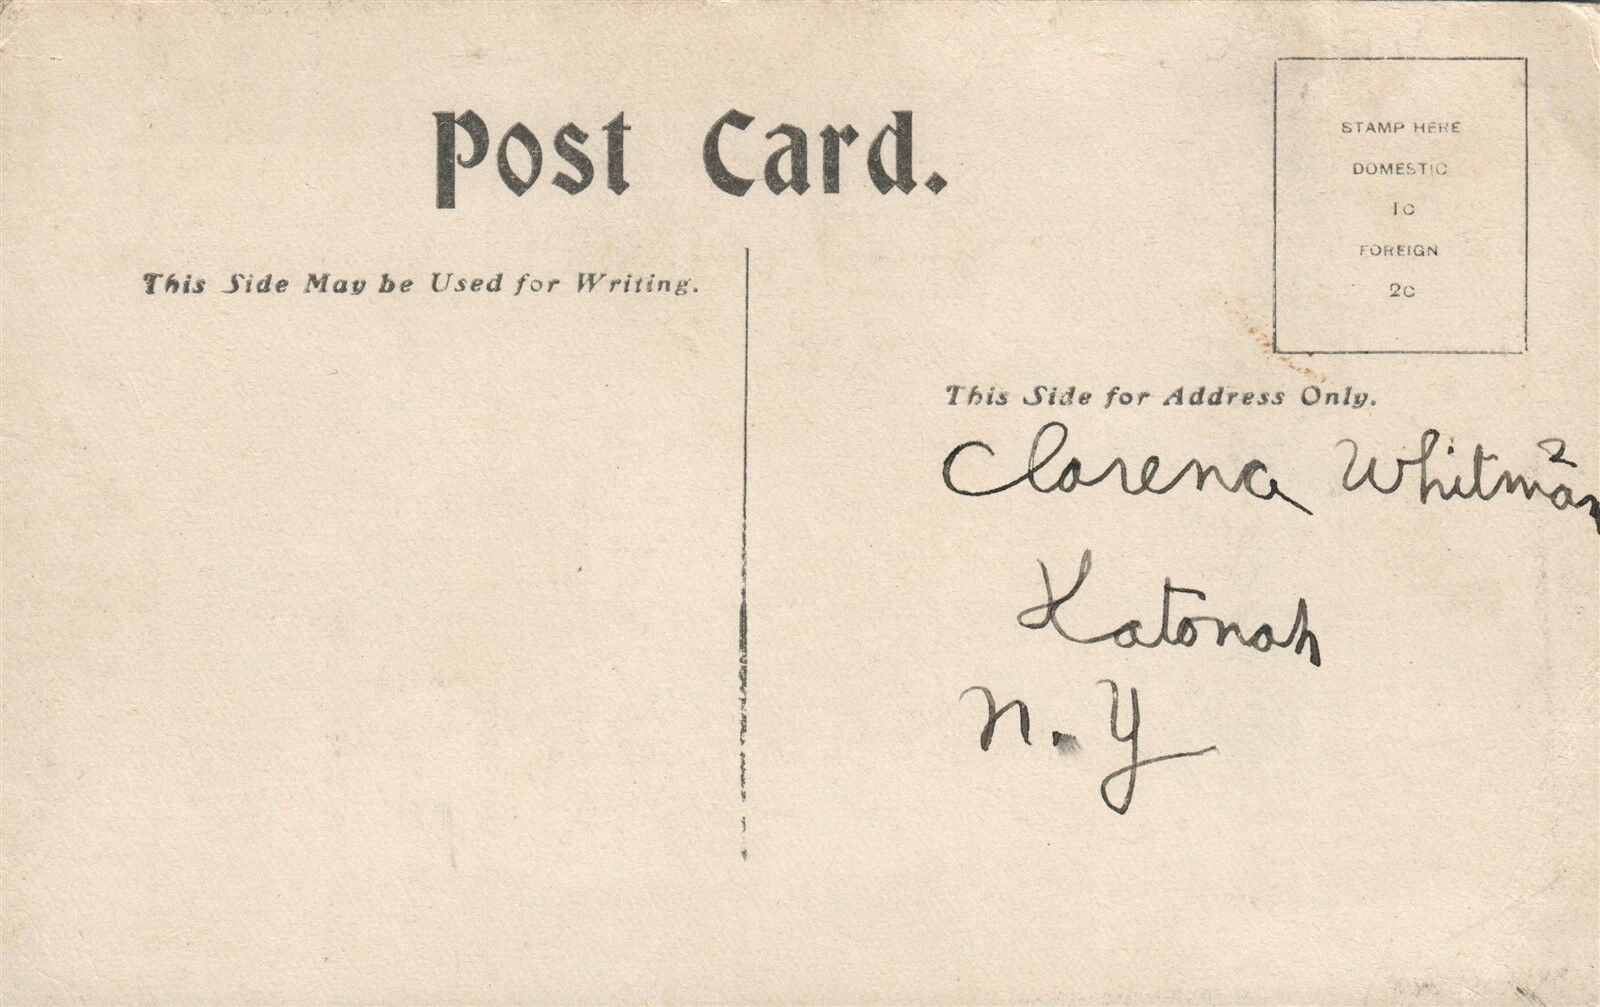 Post Card.
STAMP HERE
DOMESTIC
1c
FOREIGN
2c
This Side May be Used for Writing.
This Side for Address Only.
Clarence Whitman
Katonah
N. Y